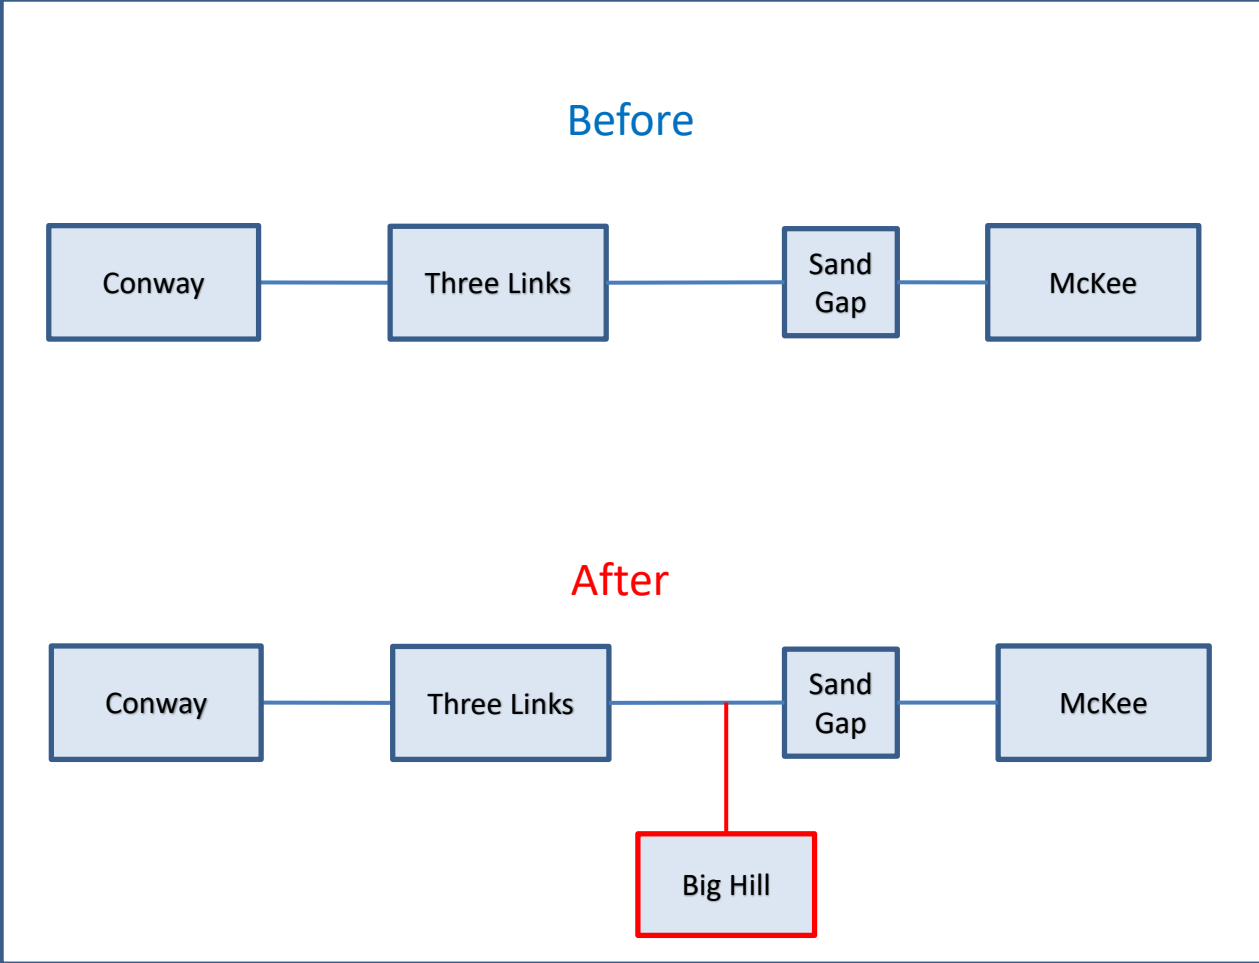 Before
Conway
Three Links
Sand
Gap
McKee
After
Conway
Three Links
Sand
Gap
McKee
Big Hill